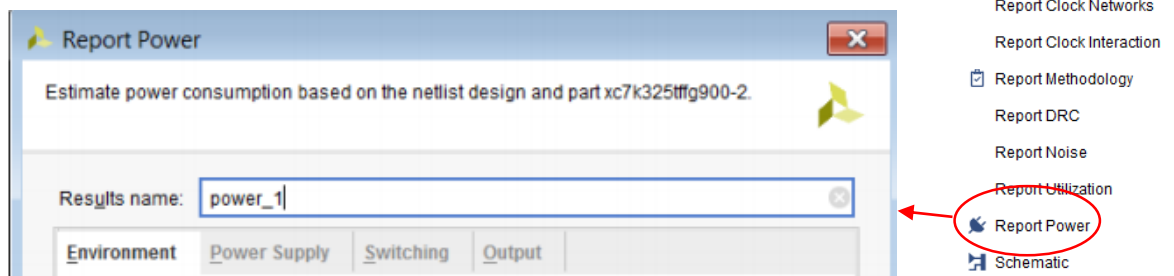 Report Power
Estimate power consumption based on the netlist design and part xc7k325tffg900-2.
Results name: power_1
Environment Power Supply Switching Output
Report Clock Networks
Report Clock Interaction
Report Methodology
Report DRC
Report Noise
Report Utilization
Report Power
Schematic